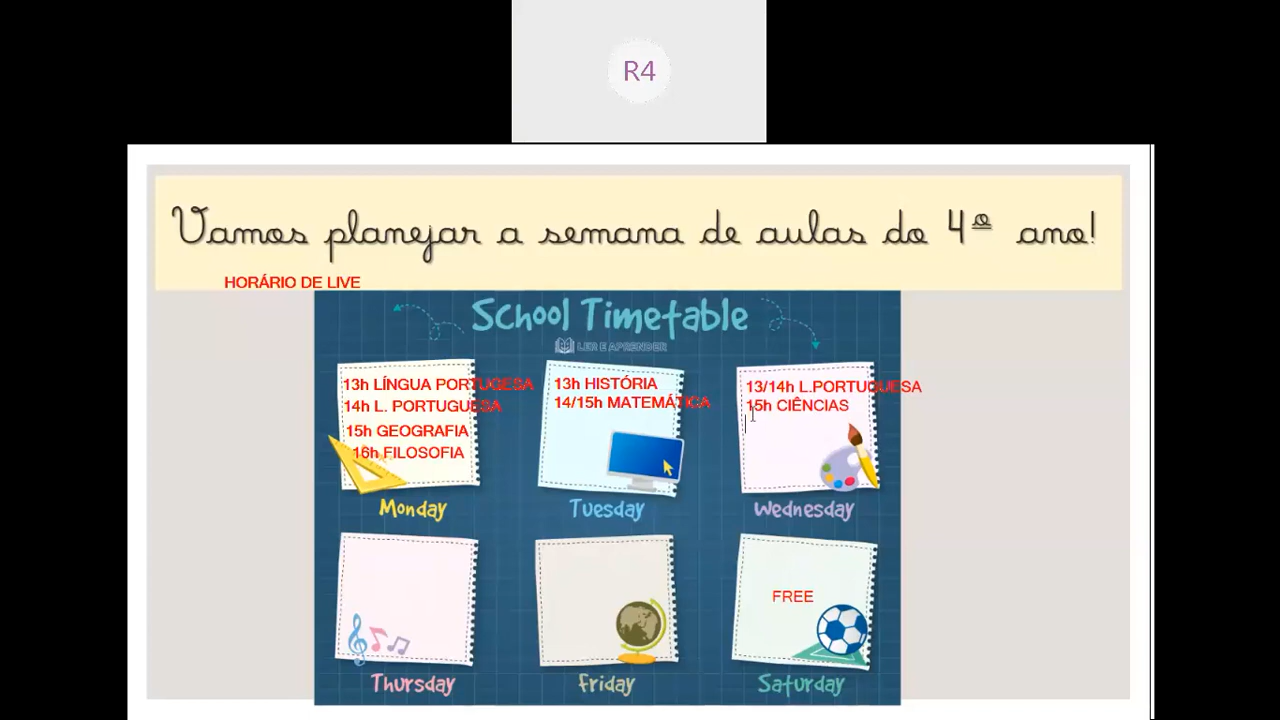 R4
Vamos planejar a semana de aulas do 4º ano!
HORÁRIO DE LIVE
School Timetable
LER E APRENDER
13h LÍNGUA PORTUGESA
14h L. PORTUGUESA
15h GEOGRAFIA
16h FILOSOFIA
Monday
13h HISTÓRIA
14/15h MATEMÁTICA
Tuesday
13/14h L.PORTUGUESA
15h CIÊNCIAS
Wednesday
Thursday
Friday
FREE
Saturday